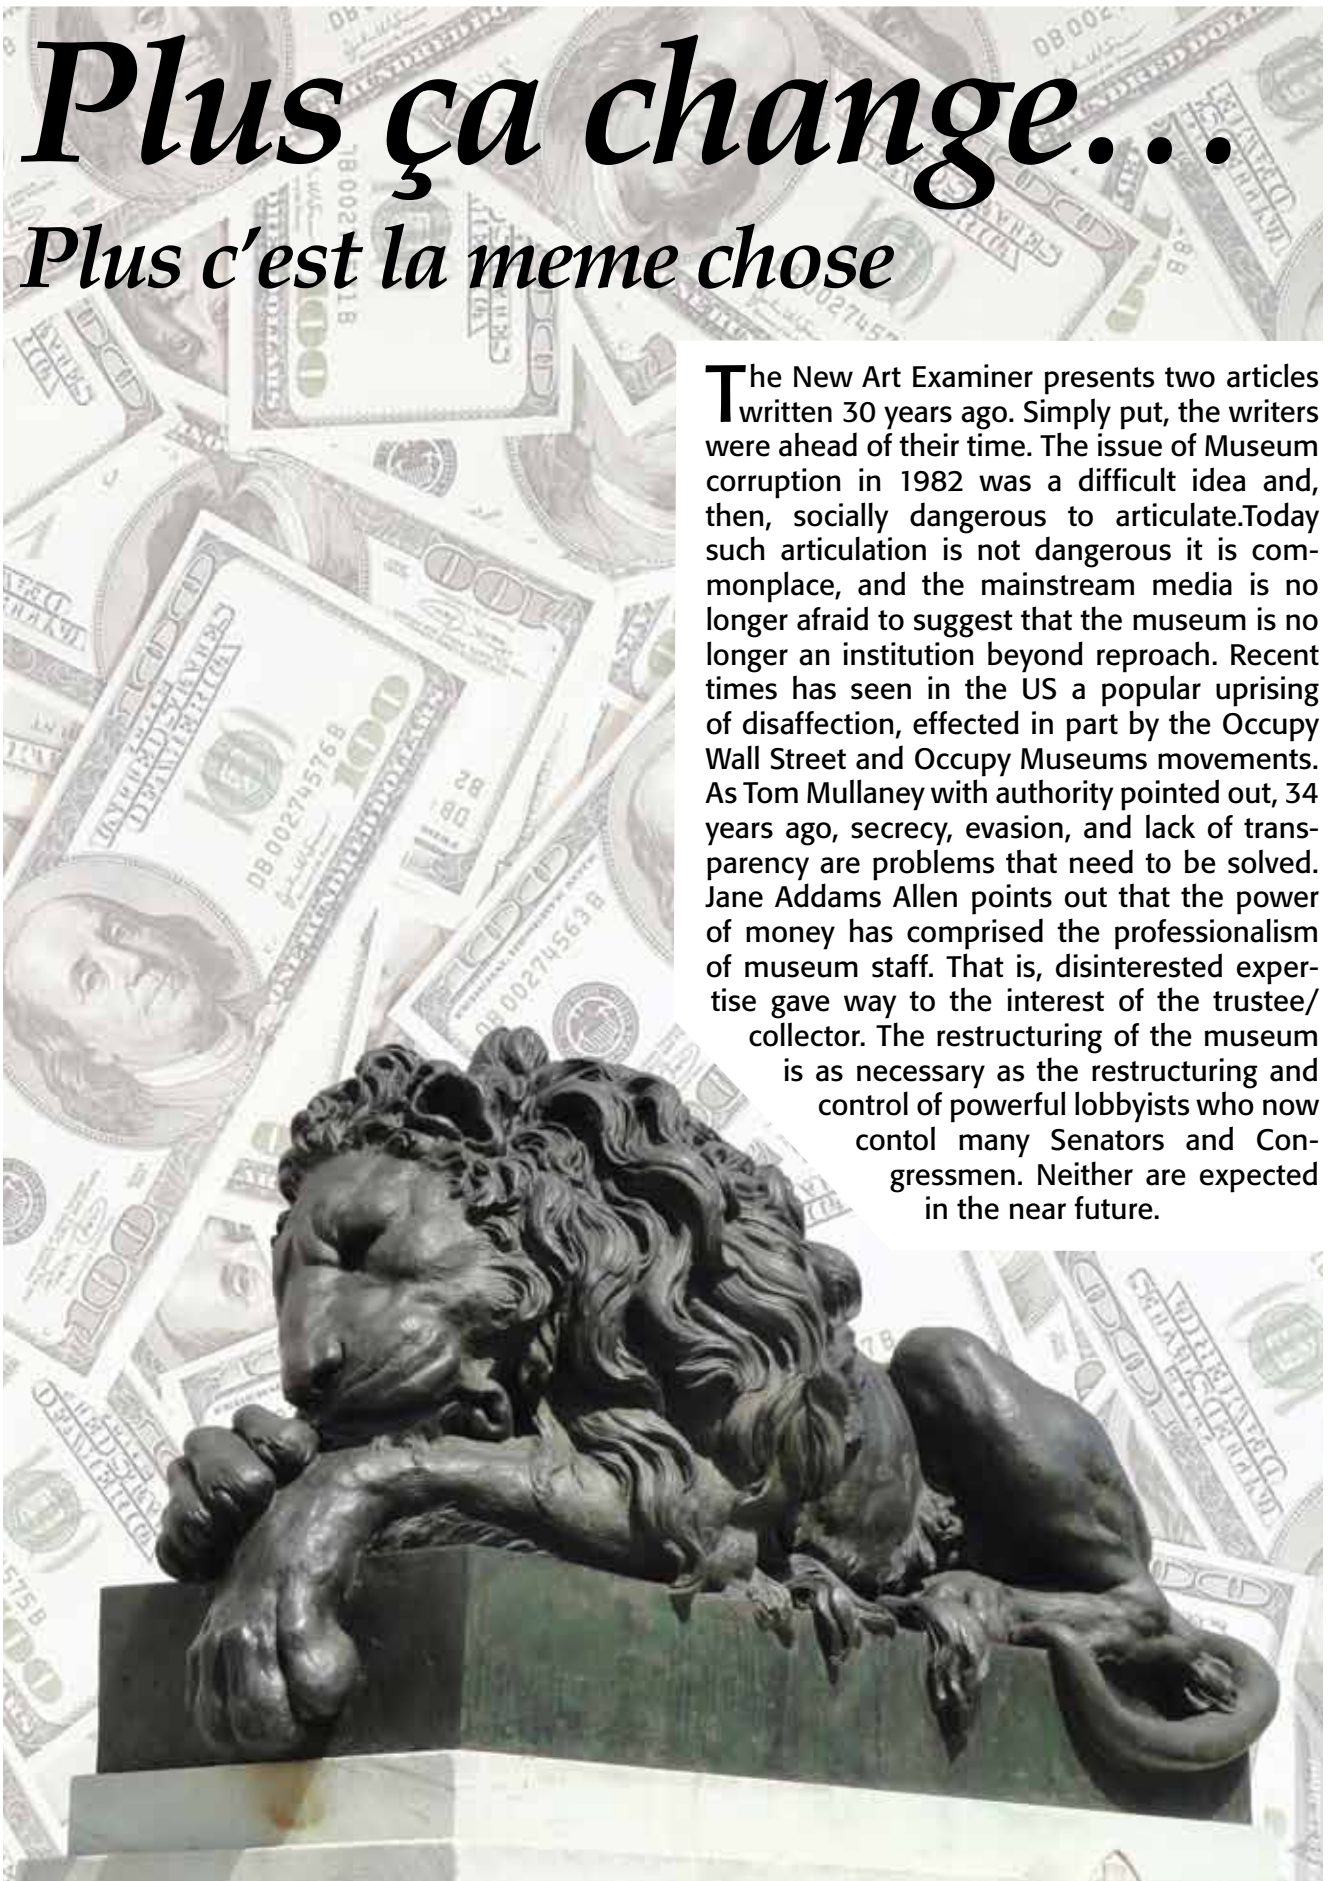 Plus ça change...
Plus c'est la meme chose
The New Art Examiner presents two articles
written 30 years ago. Simply put, the writers
were ahead of their time. The issue of Museum
corruption in 1982 was a difficult idea and,
then, socially dangerous to articulate.Today
such articulation is not dangerous it is com-
monplace, and the mainstream media is no
longer afraid to suggest that the museum is no
longer an institution beyond reproach. Recent
times has seen in the US a popular uprising
of disaffection, effected in part by the Occupy
Wall Street and Occupy Museums movements.
As Tom Mullaney with authority pointed out, 34
years ago, secrecy, evasion, and lack of trans-
parency are problems that need to be solved.
Jane Addams Allen points out that the power
of money has comprised the professionalism
of museum staff. That is, disinterested exper-
tise gave way to the interest of the trustee/
collector. The restructuring of the museum
is as necessary as the restructuring and
control of powerful lobbyists who now
contol many Senators and Con-
gressmen. Neither are expected
in the near future.
DB00274576B
100
DB00274563B
100